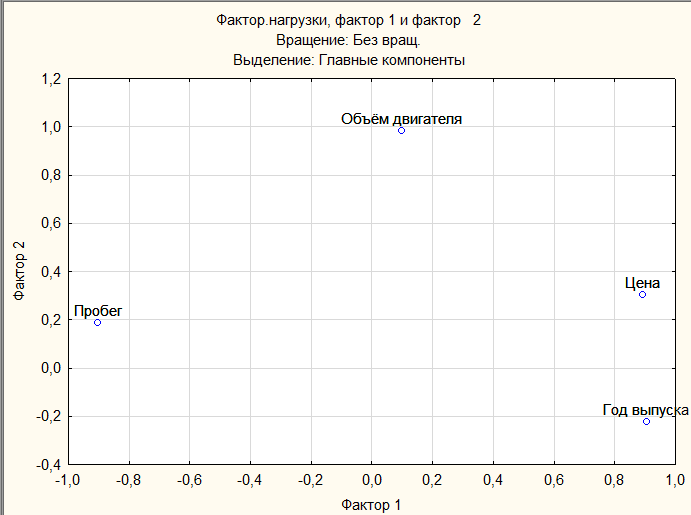 Фактор.нагрузки, фактор 1 и фактор 2
Вращение: Без вращ.
Выделение: Главные компоненты
1,2
Объём двигателя
1,0
0,8
0,6
Фактор 2
0,4
Цена
Пробег
0,2
0,0
Год выпуска
-0,2
-0,4
-1,0 -0,8 -0,6 -0,4 -0,2 0,0 0,2 0,4 0,6 0,8 1,0
Фактор 1